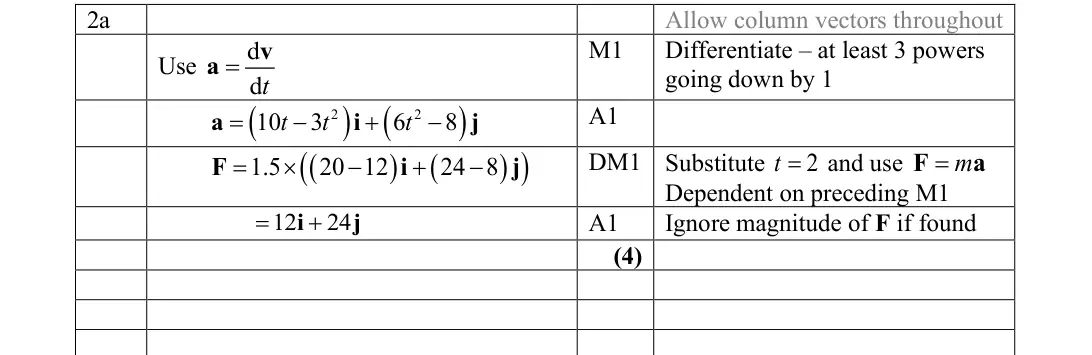 2a Allow column vectors throughout
Use a = dv/dt M1 Differentiate – at least 3 powers
going down by 1
a = (10t − 3t²)i + (6t² − 8)j A1
F = 1.5 × ((20 − 12)i + (24 − 8)j) DM1 Substitute t = 2 and use F = ma
Dependent on preceding M1
= 12i + 24j A1 Ignore magnitude of F if found
(4)